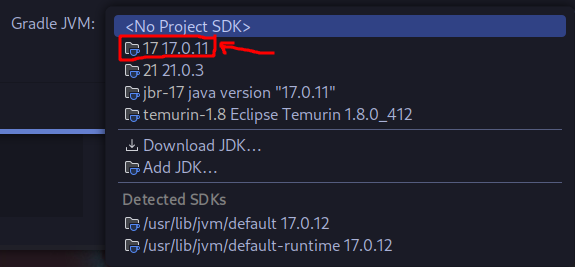 Gradle JVM:
<No Project SDK>
17 17.0.11
21 21.0.3
jbr-17 java version "17.0.11"
temurin-1.8 Eclipse Temurin 1.8.0_412
Download JDK...
Add JDK...
Detected SDKs
/usr/lib/jvm/default 17.0.12
/usr/lib/jvm/default-runtime 17.0.12